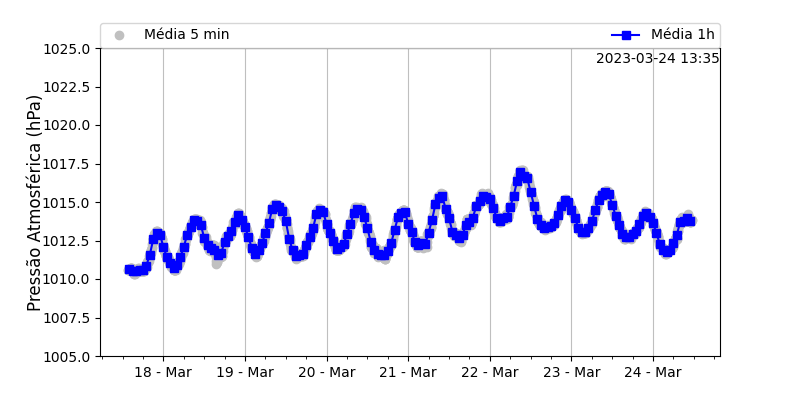 Média 5 min
Média 1h
2023-03-24 13:35
Pressão Atmosférica (hPa)
1025.0
1022.5
1020.0
1017.5
1015.0
1012.5
1010.0
1007.5
1005.0
18 - Mar
19 - Mar
20 - Mar
21 - Mar
22 - Mar
23 - Mar
24 - Mar